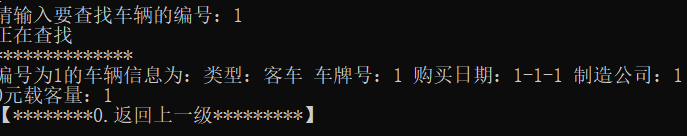 请输入要查找车辆的编号：1
正在查找
**************
编号为1的车辆信息为：类型：客车 车牌号：1 购买日期：1-1-1 制造公司：1
0元载客量：1
【********0.返回上一级*********】